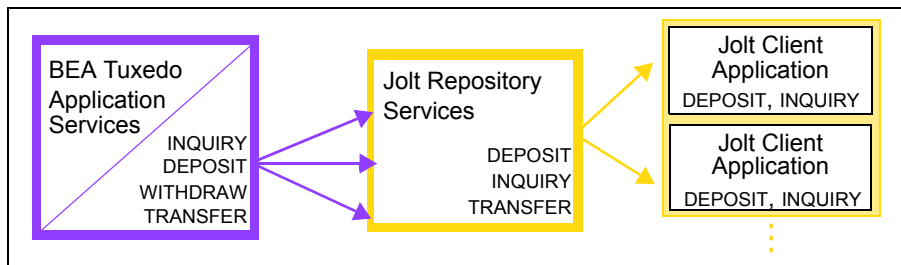 BEA Tuxedo
Application
Services
INQUIRY
DEPOSIT
WITHDRAW
TRANSFER
Jolt Repository
Services
DEPOSIT
INQUIRY
TRANSFER
Jolt Client
Application
DEPOSIT, INQUIRY
Jolt Client
Application
DEPOSIT, INQUIRY